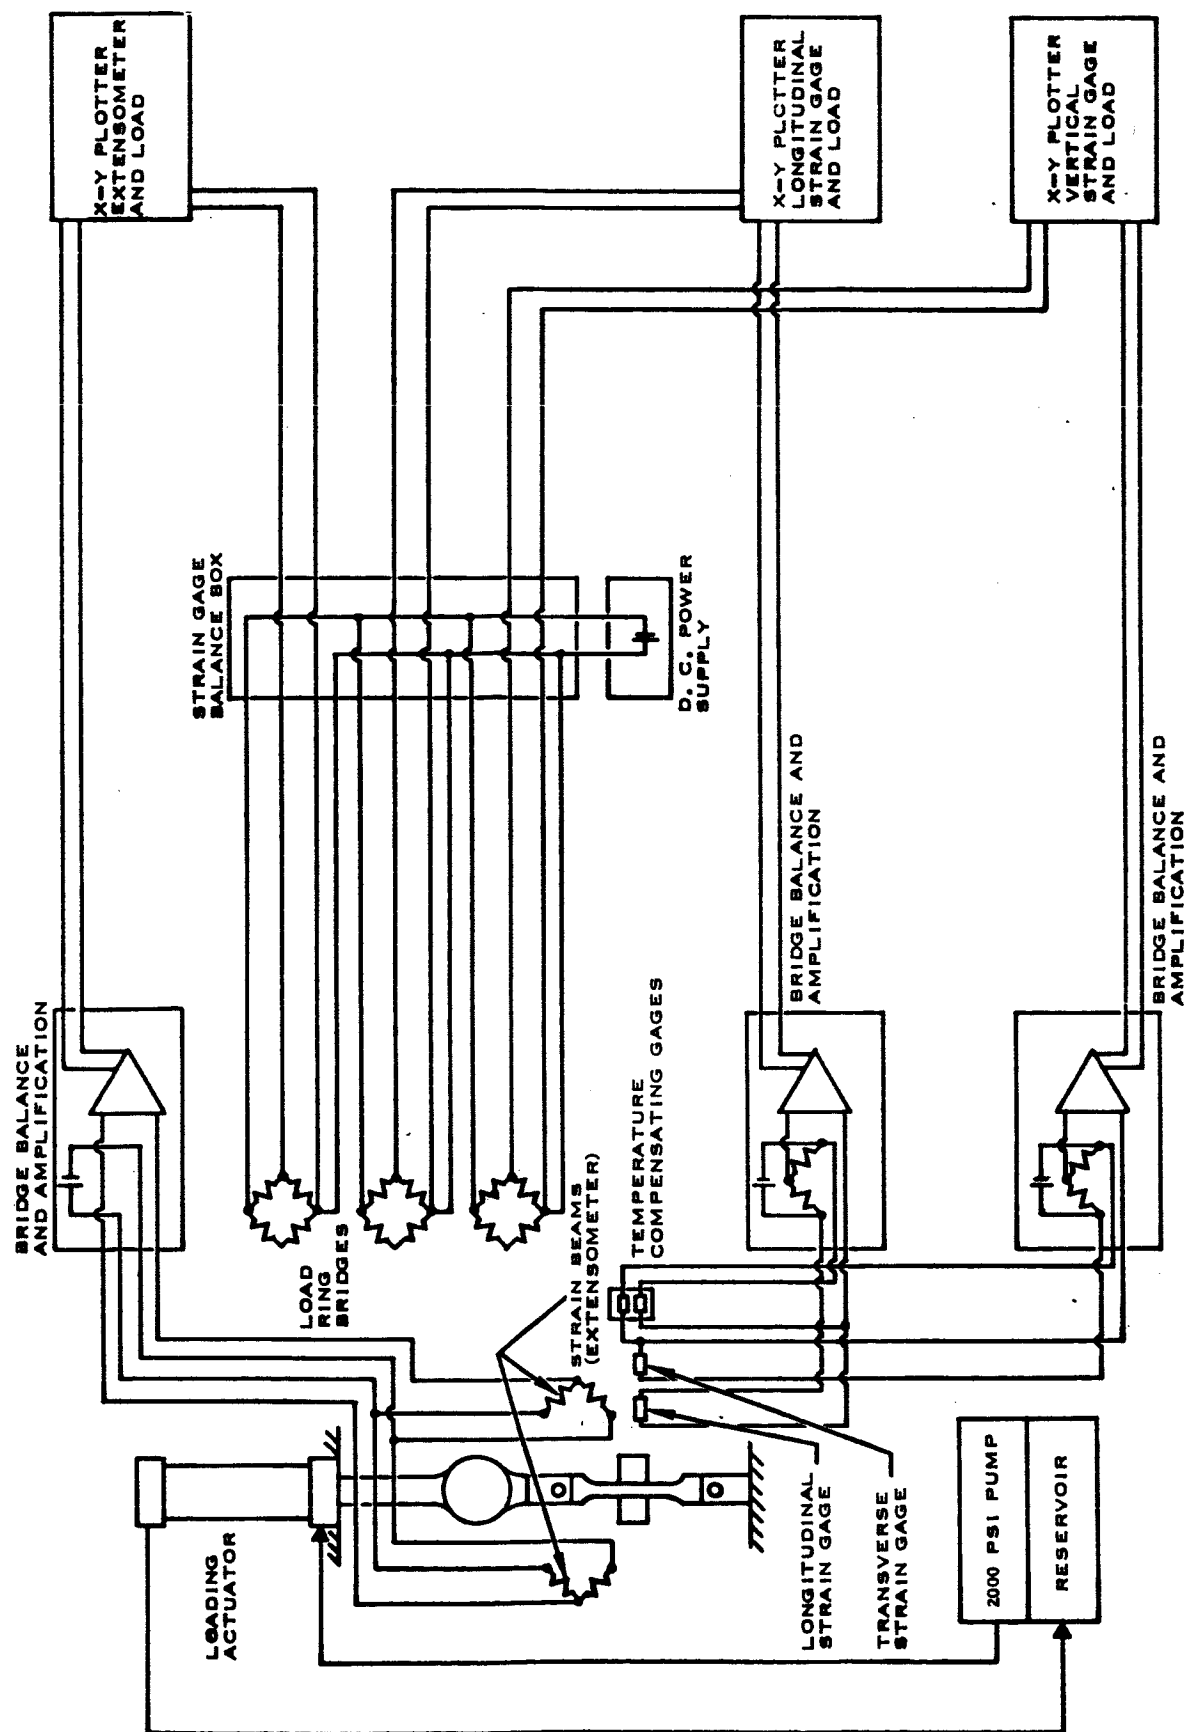 X-Y PLOTTER
EXTENSOMETER
AND LOAD
X-Y PLCTTER
LONGITUDINAL
STRAIN GAGE
AND LOAD
X-Y PLOTTER
VERTICAL
STRAIN GAGE
AND LOAD
STRAIN GAGE
BALANCE BOX
D. C. POWER
SUPPLY
BRIDGE BALANCE
AND AMPLIFICATION
BRIDGE BALANCE AND
AMPLIFICATION
BRIDGE BALANCE AND
AMPLIFICATION
LOAD
RING
BRIDGES
STRAIN BEAMS
(EXTENSOMETER)
TEMPERATURE
COMPENSATING GAGES
LOADING
ACTUATOR
LONGITUDINAL
STRAIN GAGE
TRANSVERSE
STRAIN GAGE
2000 PSI PUMP
RESERVOIR